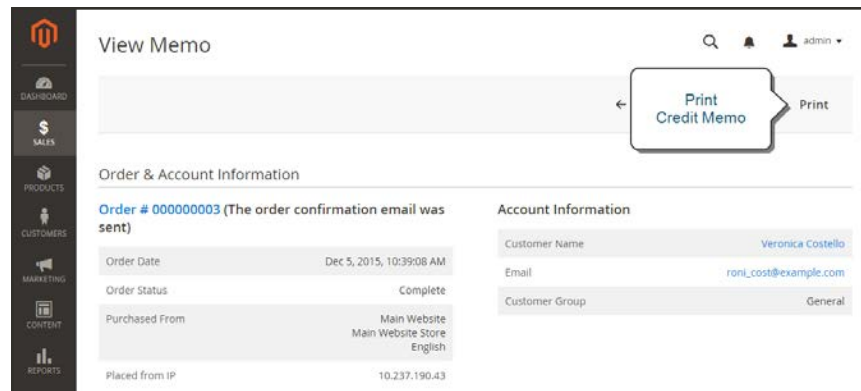 View Memo
admin
DASHBOARD
$
SALES
PRODUCTS
CUSTOMERS
MARKETING
CONTENT
REPORTS
←
Print
Credit Memo
Print
Order & Account Information
Order # 000000003 (The order confirmation email was
sent)
Order Date Dec 5, 2015, 10:39:08 AM
Order Status Complete
Purchased From Main Website
Main Website Store
English
Placed from IP 10.237.190.43
Account Information
Customer Name Veronica Costello
Email roni_cost@example.com
Customer Group General